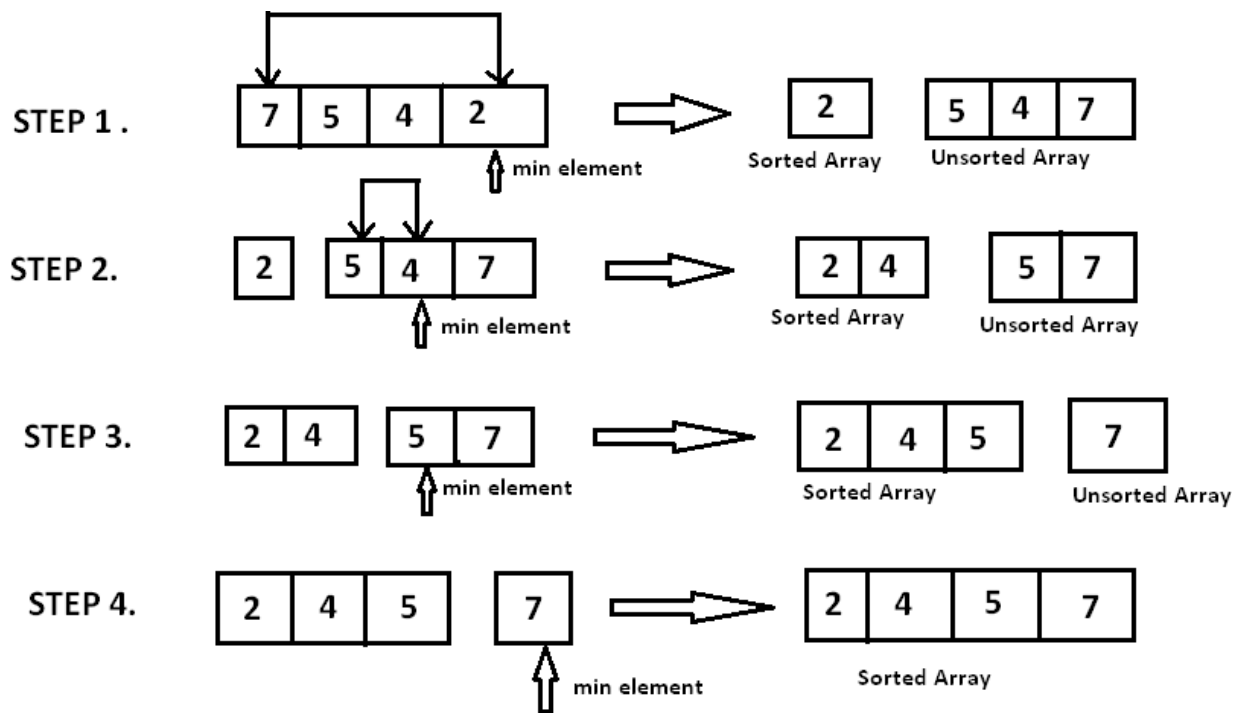 STEP 1 .
7 5 4 2
min element
2
Sorted Array
5 4 7
Unsorted Array
STEP 2.
2
5 4 7
min element
2 4
Sorted Array
5 7
Unsorted Array
STEP 3.
2 4
5 7
min element
2 4 5
Sorted Array
7
Unsorted Array
STEP 4.
2 4 5
7
min element
2 4 5 7
Sorted Array